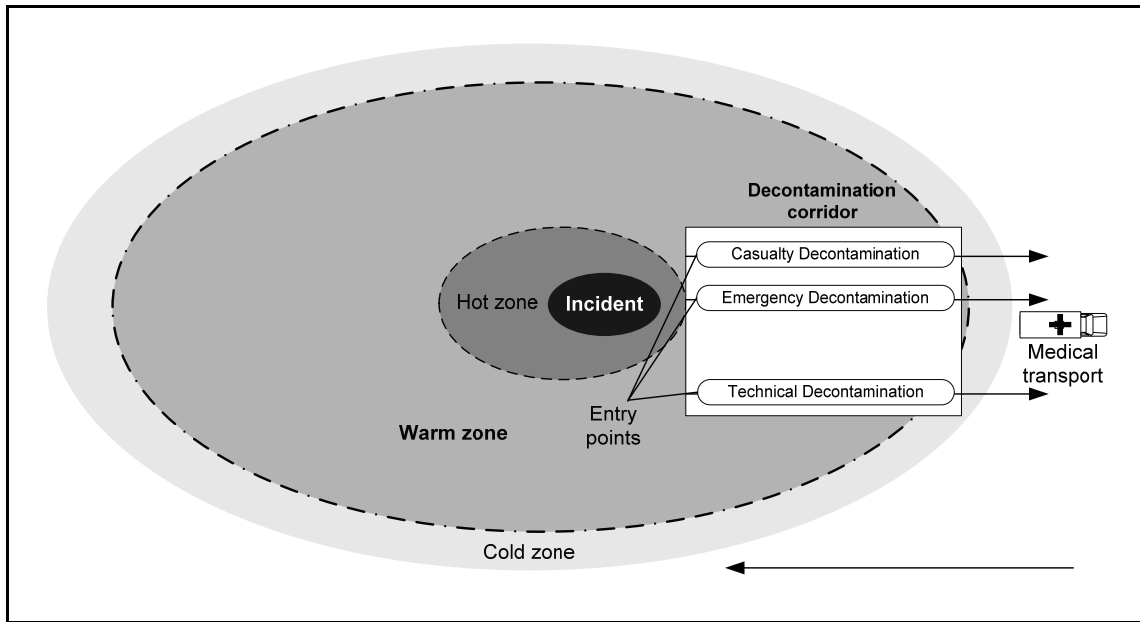 Decontamination
corridor
Casualty Decontamination
Hot zone
Incident
Emergency Decontamination
Medical
transport
Technical Decontamination
Entry
points
Warm zone
Cold zone